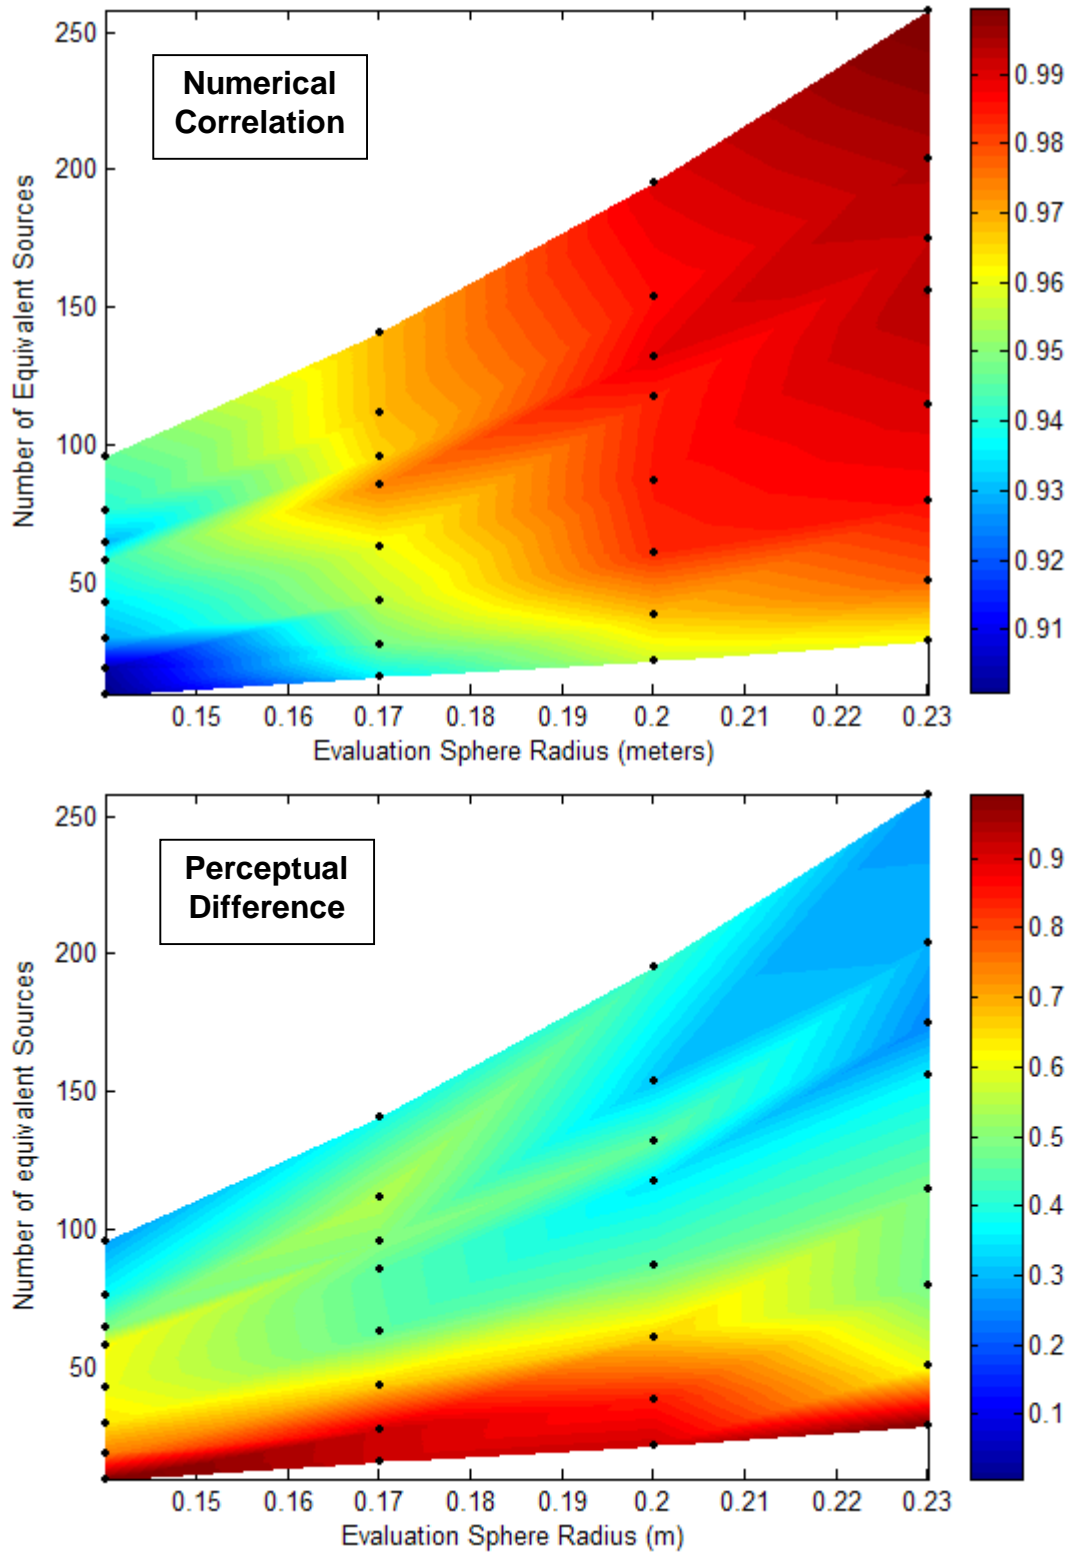 Numerical
Correlation
Number of Equivalent Sources
250
200
150
100
50
0.15 0.16 0.17 0.18 0.19 0.2 0.21 0.22 0.23
Evaluation Sphere Radius (meters)
0.99
0.98
0.97
0.96
0.95
0.94
0.93
0.92
0.91
Perceptual
Difference
Number of equivalent Sources
250
200
150
100
50
0.15 0.16 0.17 0.18 0.19 0.2 0.21 0.22 0.23
Evaluation Sphere Radius (m)
0.9
0.8
0.7
0.6
0.5
0.4
0.3
0.2
0.1